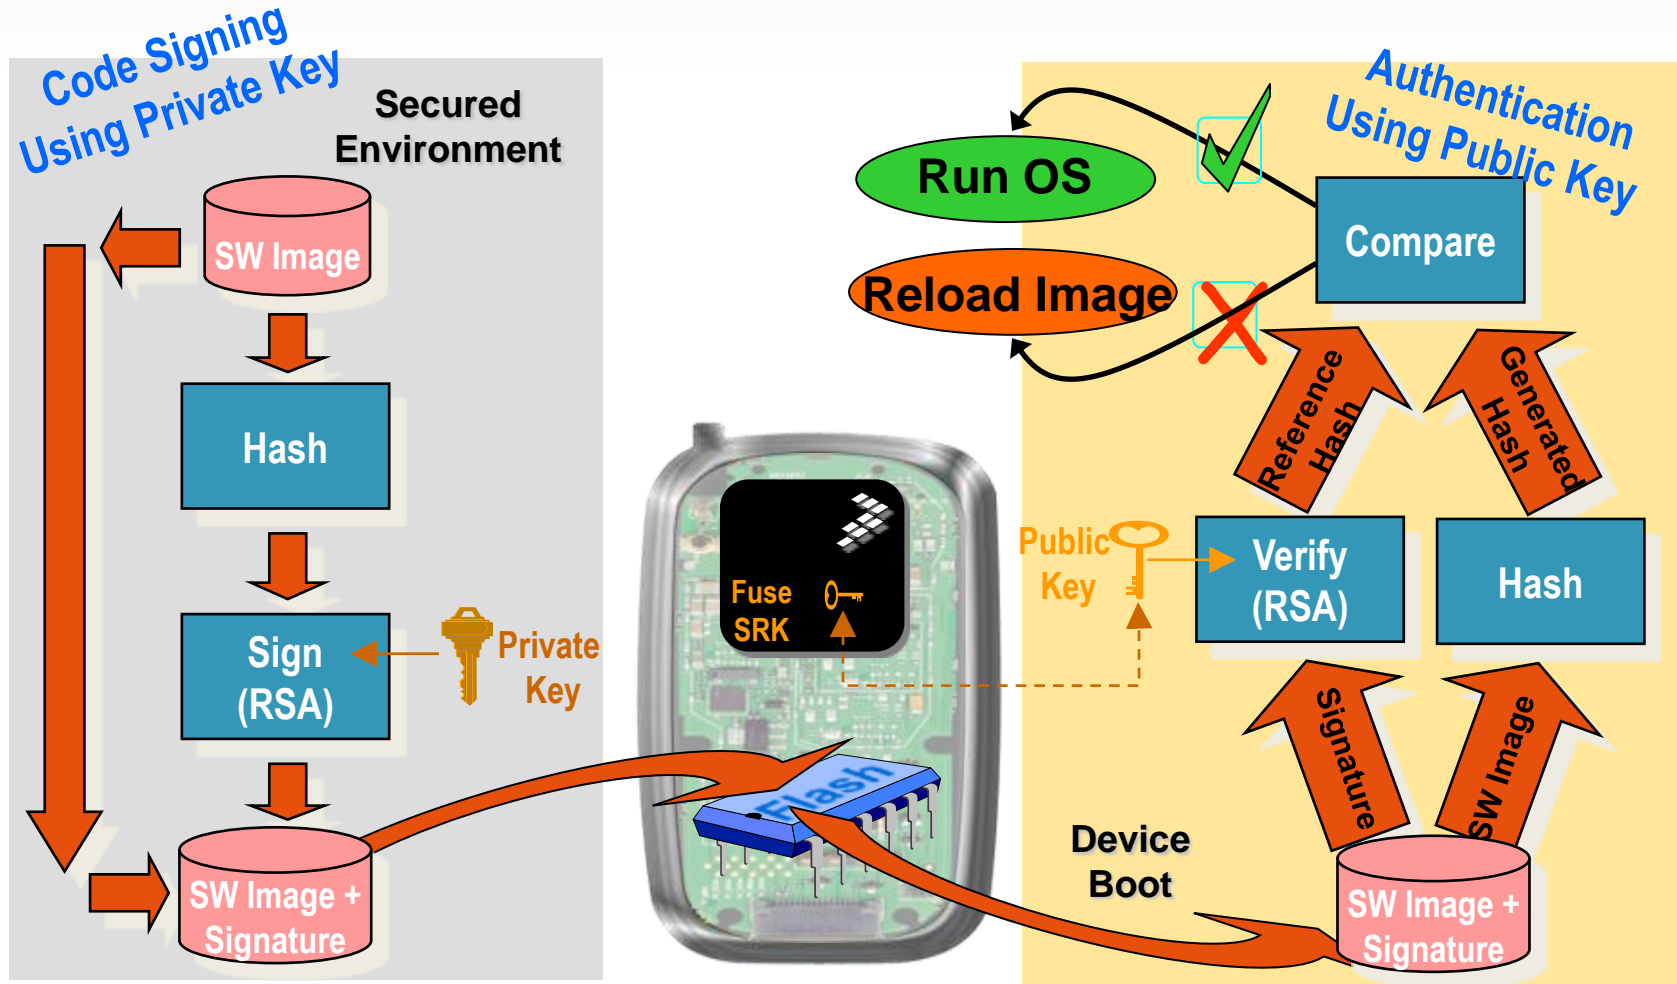 Code Signing
Using Private Key
Secured
Environment
SW Image
Hash
Sign
(RSA)
Private
Key
SW Image +
Signature
Fuse
SRK
Flash
Authentication
Using Public Key
Run OS
Reload Image
Compare
Reference
Hash
Generated
Hash
Public
Key
Verify
(RSA)
Hash
Signature
SW Image
Device
Boot
SW Image +
Signature